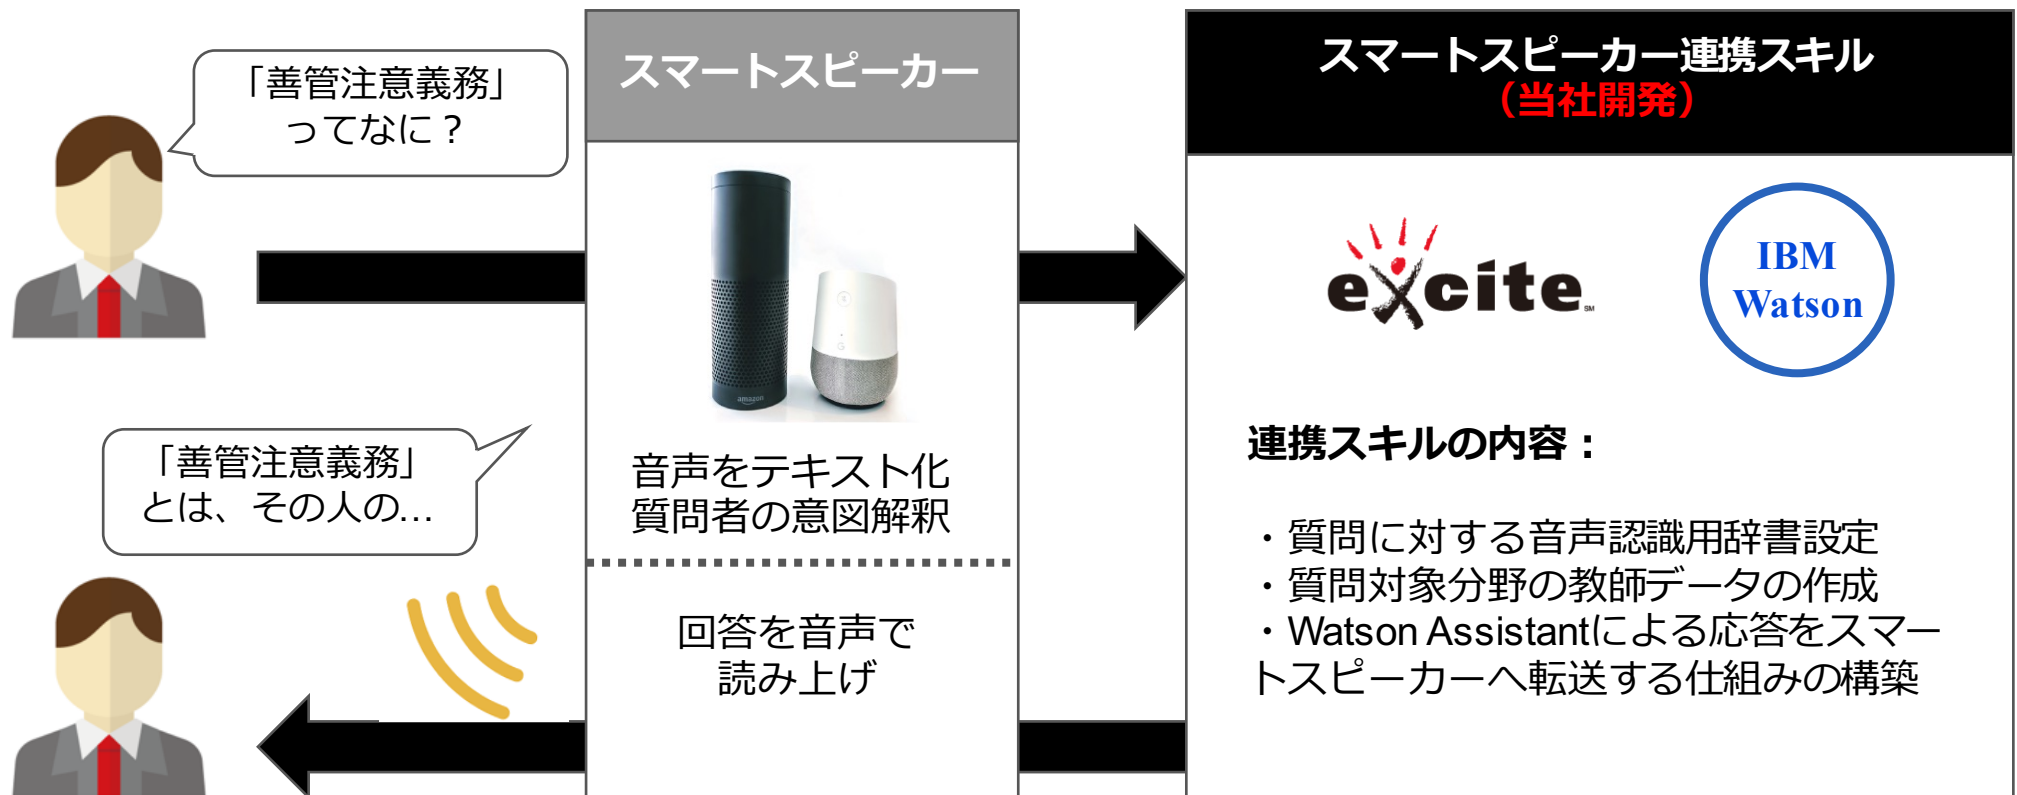 「善管注意義務」
ってなに？
スマートスピーカー
スマートスピーカー連携スキル
（当社開発）
amazon
G
excite
SM
IBM
Watson
「善管注意義務」
とは、その人の…
音声をテキスト化
質問者の意図解釈
回答を音声で
読み上げ
連携スキルの内容：
・質問に対する音声認識用辞書設定
・質問対象分野の教師データの作成
・Watson Assistantによる応答をスマー
トスピーカーへ転送する仕組みの構築